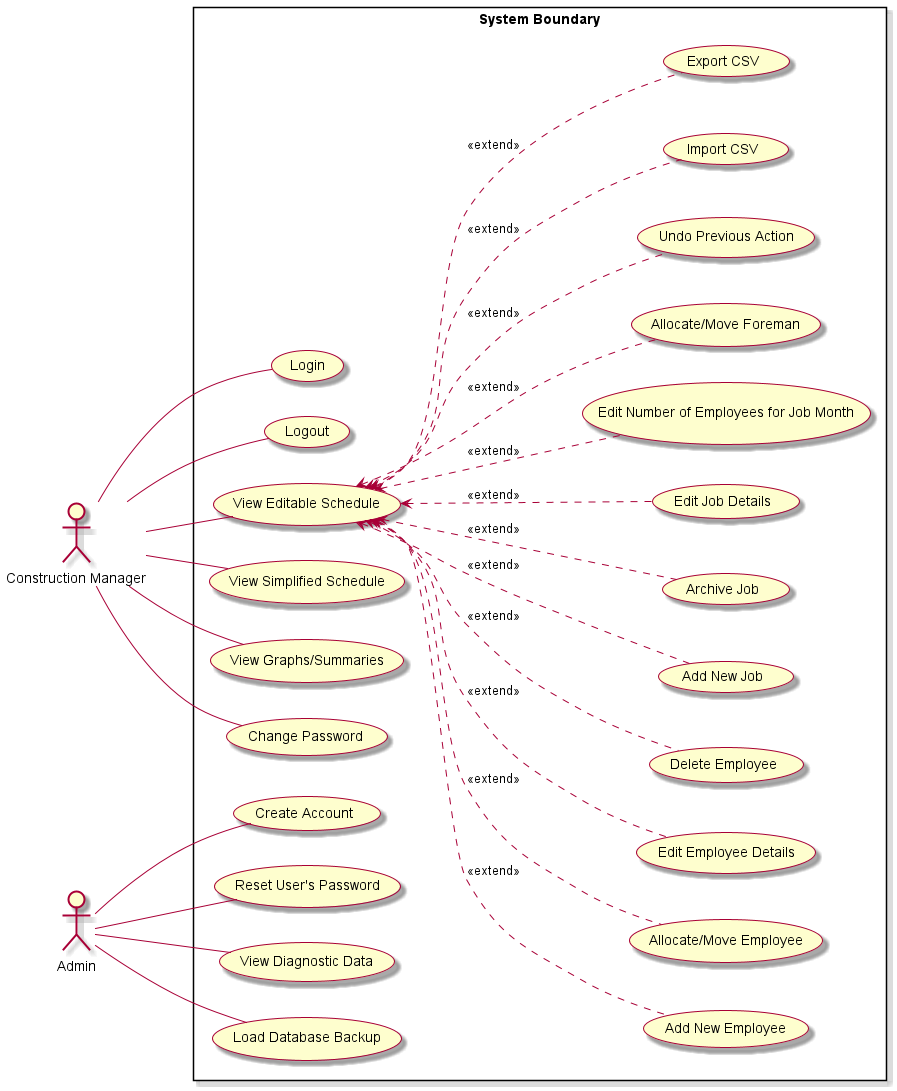 System Boundary
Export CSV
«extend»
Import CSV
«extend»
Undo Previous Action
«extend»
Allocate/Move Foreman
«extend»
Edit Number of Employees for Job Month
«extend»
Edit Job Details
«extend»
Archive Job
«extend»
Add New Job
«extend»
Delete Employee
«extend»
Edit Employee Details
«extend»
Allocate/Move Employee
«extend»
Add New Employee
«extend»
Login
Logout
View Editable Schedule
View Simplified Schedule
View Graphs/Summaries
Change Password
Construction Manager
Create Account
Reset User's Password
View Diagnostic Data
Load Database Backup
Admin